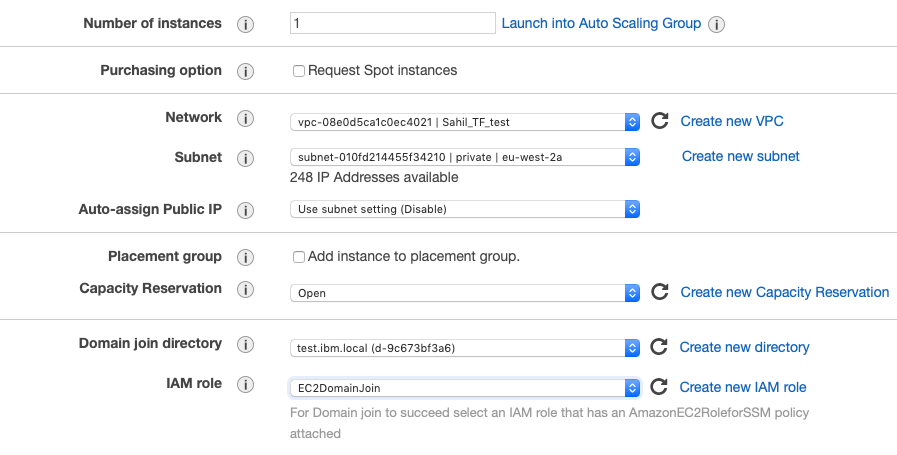 Number of instances i 1 Launch into Auto Scaling Group i
Purchasing option i Request Spot instances
Network i vpc-08e0d5ca1c0ec4021 | Sahil_TF_test Create new VPC
Subnet i subnet-010fd214455f34210 | private | eu-west-2a Create new subnet
248 IP Addresses available
Auto-assign Public IP i Use subnet setting (Disable)
Placement group i Add instance to placement group.
Capacity Reservation i Open Create new Capacity Reservation
Domain join directory i test.ibm.local (d-9c673bf3a6) Create new directory
IAM role i EC2DomainJoin Create new IAM role
For Domain join to succeed select an IAM role that has an AmazonEC2RoleforSSM policy
attached